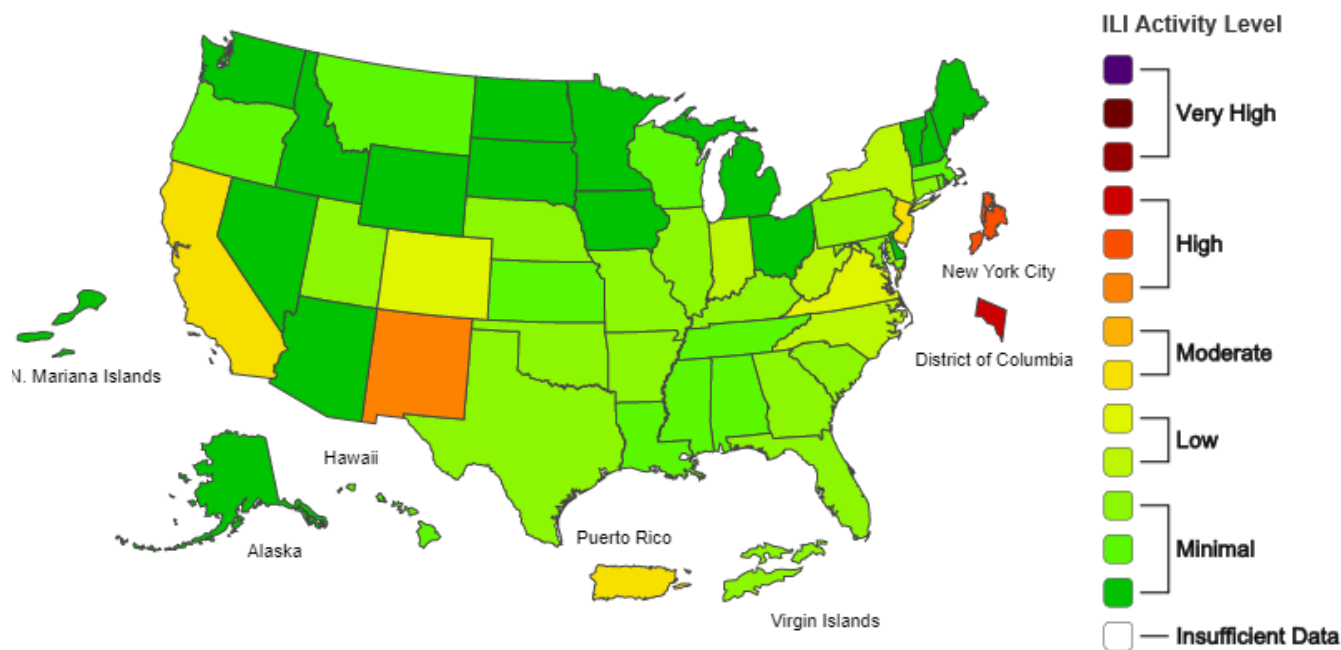 ILI Activity Level
Very High
High
New York City
District of Columbia
Moderate
N. Mariana Islands
Low
Hawaii
Puerto Rico
Alaska
Minimal
Virgin Islands
Insufficient Data